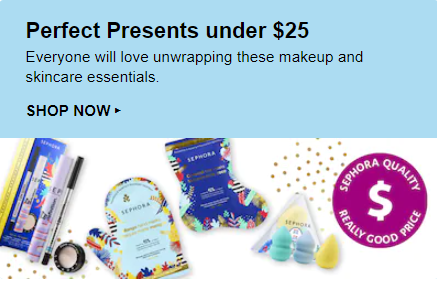 Perfect Presents under $25
Everyone will love unwrapping these makeup and
skincare essentials.
SHOP NOW ▸
SEPHORA
SEPHORA
SEPHORA
SEPHORA QUALITY
$
REALLY GOOD PRICE